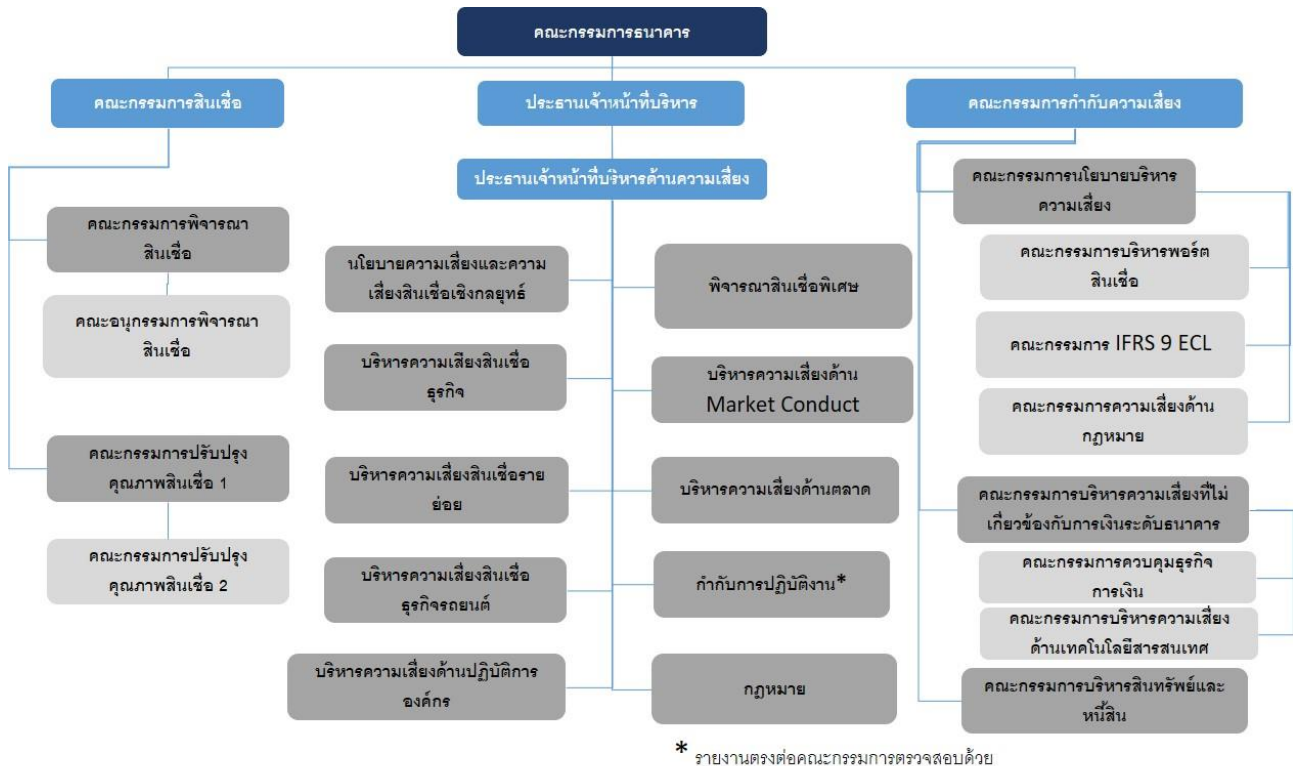 คณะกรรมการธนาคาร
คณะกรรมการสินเชื่อ
ประธานเจ้าหน้าที่บริหาร
คณะกรรมการกำกับความเสี่ยง
ประธานเจ้าหน้าที่บริหารด้านความเสี่ยง
คณะกรรมการพิจารณา
สินเชื่อ
คณะอนุกรรมการพิจารณา
สินเชื่อ
คณะกรรมการปรับปรุง
คุณภาพสินเชื่อ 1
คณะกรรมการปรับปรุง
คุณภาพสินเชื่อ 2
นโยบายความเสี่ยงและความ
เสี่ยงสินเชื่อเชิงกลยุทธ์
บริหารความเสียงสินเชื่อ
ธุรกิจ
บริหารความเสี่ยงสินเชื่อราย
ย่อย
บริหารความเสี่ยงสินเชื่อ
ธุรกิจรถยนต์
บริหารความเสี่ยงด้านปฏิบัติการ
องค์กร
พิจารณาสินเชื่อพิเศษ
บริหารความเสี่ยงด้าน
Market Conduct
บริหารความเสี่ยงด้านตลาด
กำกับการปฏิบัติงาน*
กฎหมาย
คณะกรรมการนโยบายบริหาร
ความเสี่ยง
คณะกรรมการบริหารพอร์ต
สินเชื่อ
คณะกรรมการ IFRS 9 ECL
คณะกรรมการความเสี่ยงด้าน
กฎหมาย
คณะกรรมการบริหารความเสี่ยงที่ไม่
เกี่ยวข้องกับการเงินระดับธนาคาร
คณะกรรมการควบคุมธุรกิจ
การเงิน
คณะกรรมการบริหารความเสี่ยง
ด้านเทคโนโลยีสารสนเทศ
คณะกรรมการบริหารสินทรัพย์และ
หนี้สิน
* รายงานตรงต่อคณะกรรมการตรวจสอบด้วย